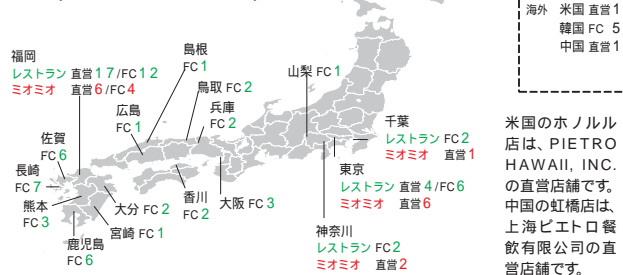 海外 米国 直営1
韓国 FC 5
中国 直営1
福岡
レストラン 直営17/FC12
ミオミオ 直営6/FC4
島根
FC1
鳥取 FC2
兵庫
FC2
広島
FC1
山梨 FC1
佐賀
FC6
長崎
FC7
熊本
FC3
鹿児島
FC6
宮崎 FC1
大分 FC2
香川
FC2
大阪 FC3
千葉
レストラン FC2
ミオミオ 直営1
東京
レストラン 直営4/FC6
ミオミオ 直営6
神奈川
レストラン FC2
ミオミオ 直営2
米国のホノルル
店は、PIETRO
HAWAII, INC.
の直営店舗です。
中国の虹橋店は、
上海ピエトロ餐
飲有限公司の直
営店舗です。